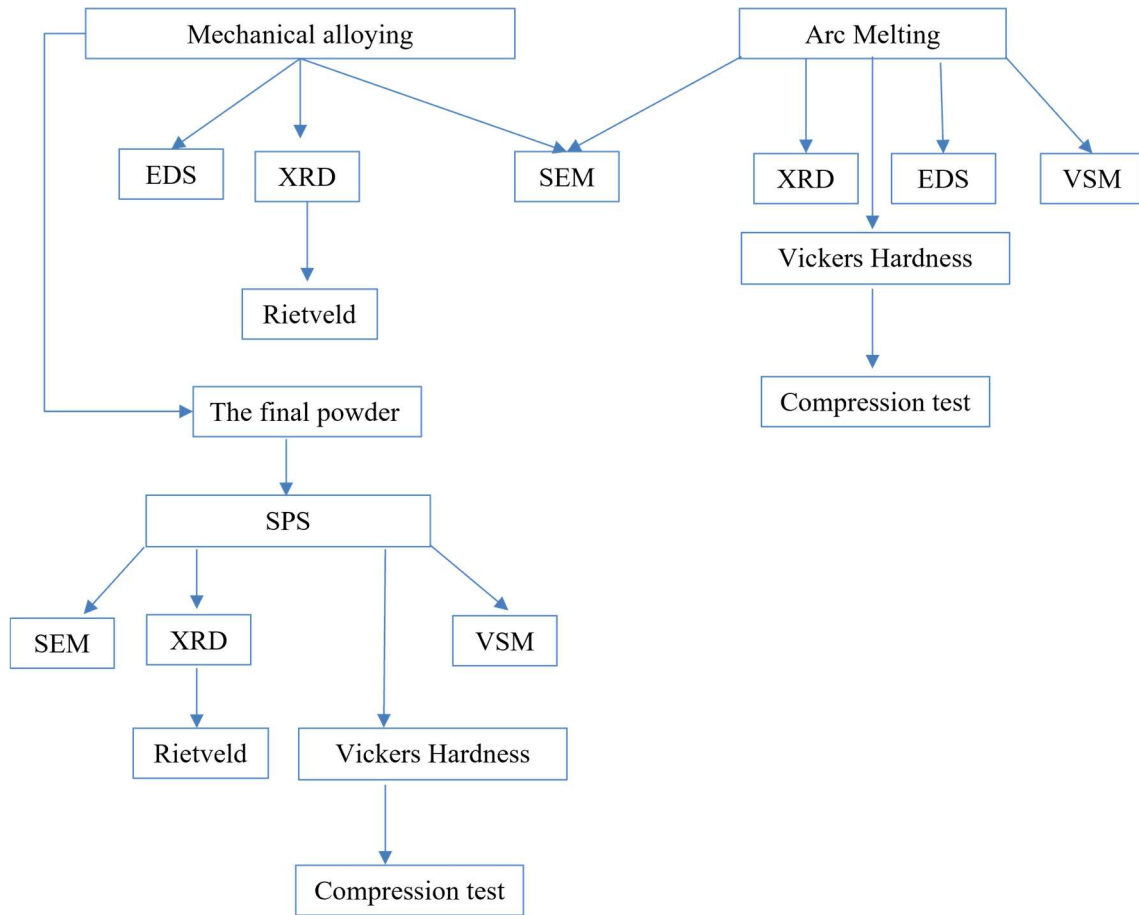 Mechanical alloying
Arc Melting
EDS
XRD
SEM
XRD
EDS
VSM
Vickers Hardness
Rietveld
Compression test
The final powder
SPS
SEM
XRD
VSM
Rietveld
Vickers Hardness
Compression test